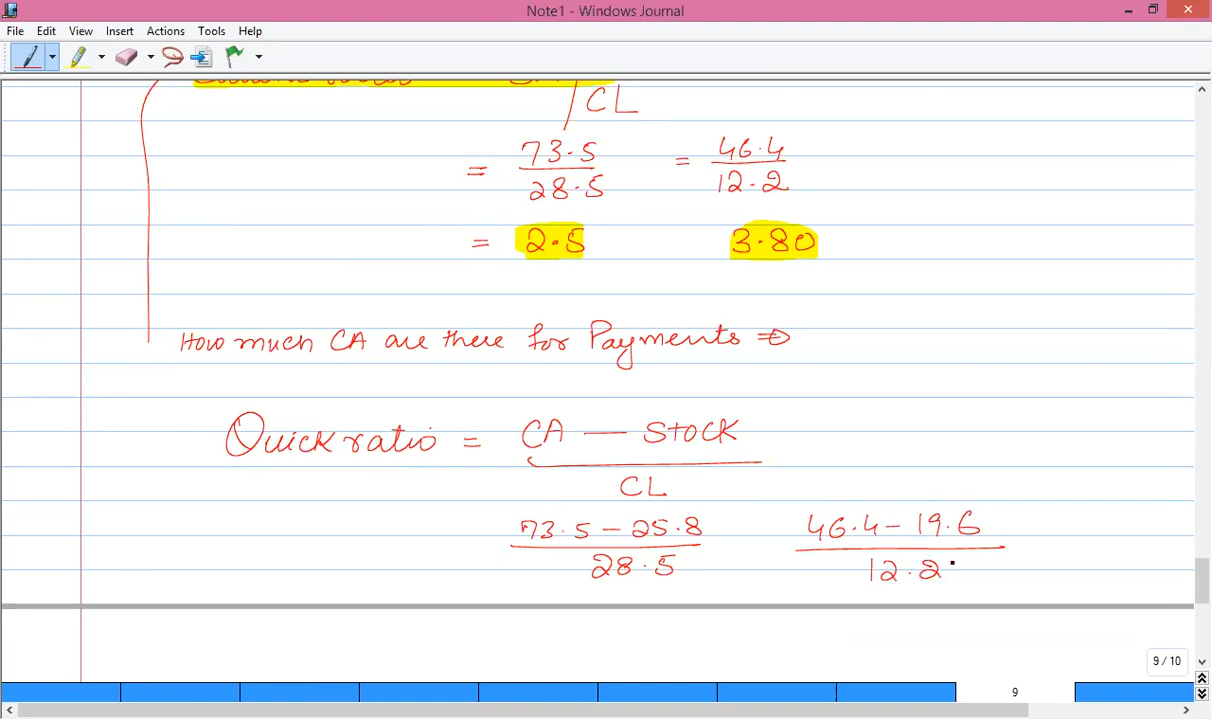 Note1 - Windows Journal
File Edit View Insert Actions Tools Help
CL
= 73.5 / 28.5 = 46.4 / 12.2
= 2.5 3.80
How much CA are there for Payments ⇒
Quick ratio = CA — STOCK
CL
73.5 - 25.8 46.4 - 19.6
28.5 12.2
9 / 10
9